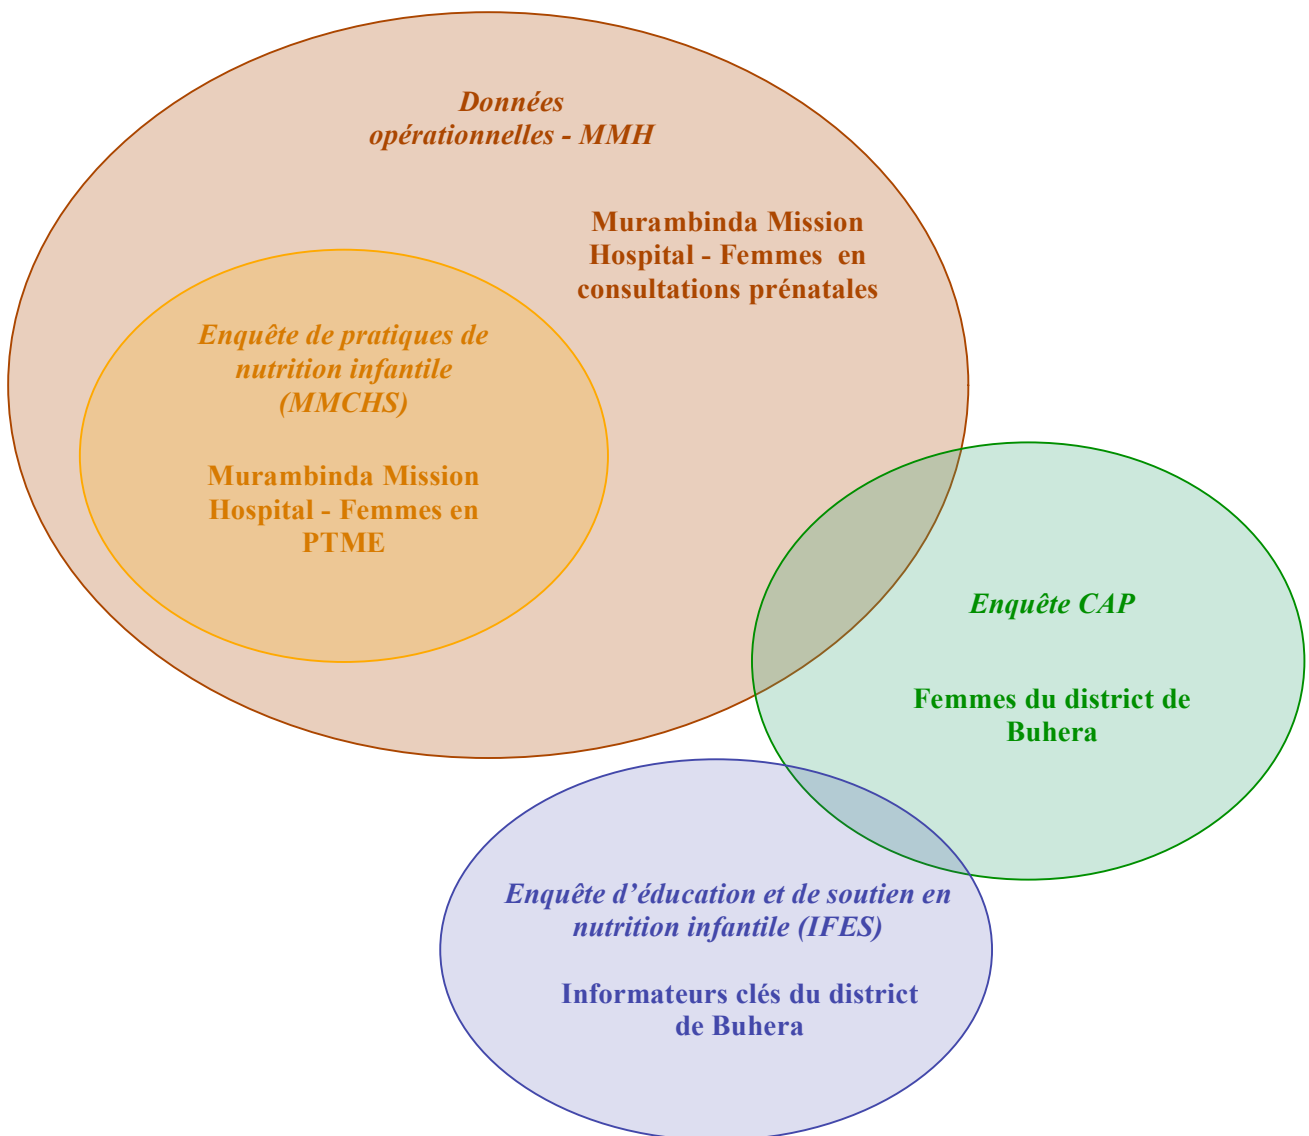 Données
opérationnelles - MMH
Murambinda Mission
Hospital - Femmes en
consultations prénatales
Enquête de pratiques de
nutrition infantile
(MMCHS)
Murambinda Mission
Hospital - Femmes en
PTME
Enquête CAP
Femmes du district de
Buhera
Enquête d’éducation et de soutien en
nutrition infantile (IFES)
Informateurs clés du district
de Buhera